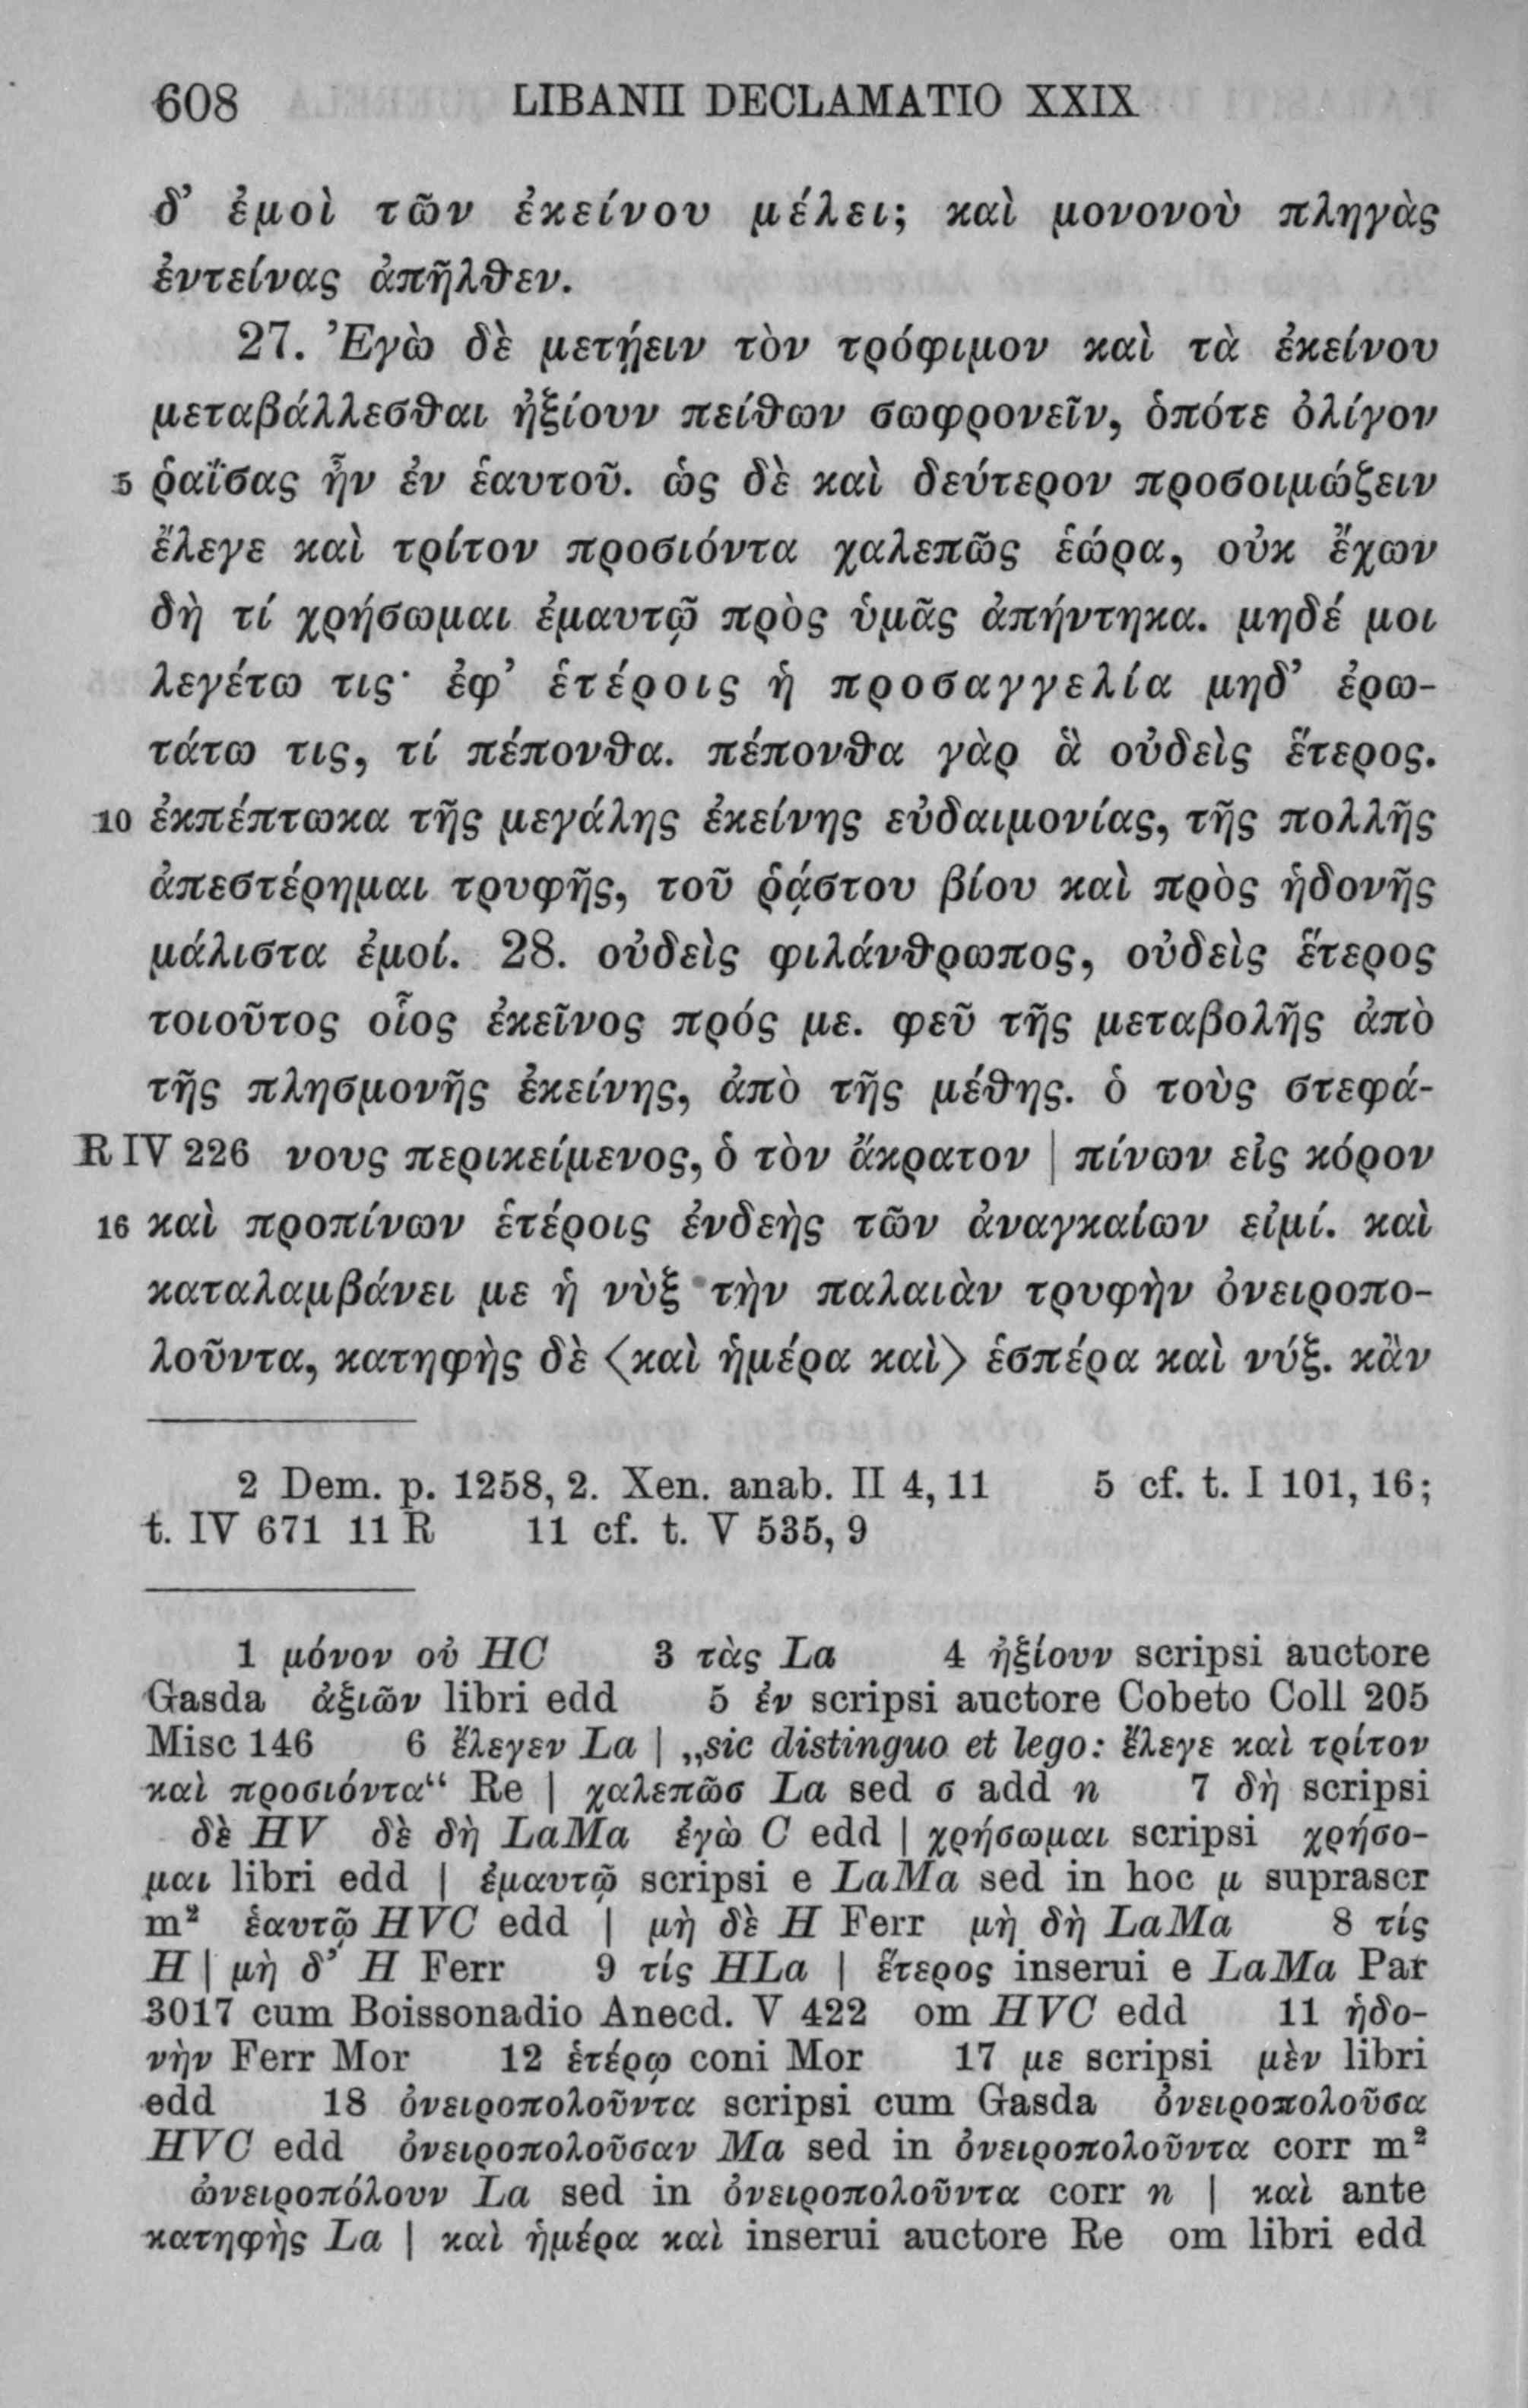 608 LIBANII DECLAMATIO XXIX
δ’ ἐμοὶ τῶν ἐκείνου μέλει; καὶ μονονοὺ πληγὰς
ἐντείνας ἀπῆλθεν.
27. Ἐγὼ δὲ μετῄειν τὸν τρόφιμον καὶ τὰ ἐκείνου
μεταβάλλεσθαι ἠξίουν πείθων σωφρονεῖν, ὁπότε ὀλίγον
5 ῥαΐσας ἦν ἐν ἑαυτοῦ. ὡς δὲ καὶ δεύτερον προσοιμώζειν
ἔλεγε καὶ τρίτον προσιόντα χαλεπῶς ἑώρα, οὐκ ἔχων
δὴ τί χρήσωμαι ἐμαυτῷ πρὸς ὑμᾶς ἀπήντηκα. μηδέ μοι
λεγέτω τις· ἐφ’ ἑτέροις ἡ προσαγγελία μηδ’ ἐρω-
τάτω τις, τί πέπονθα. πέπονθα γὰρ ἃ οὐδεὶς ἕτερος.
10 ἐκπέπτωκα τῆς μεγάλης ἐκείνης εὐδαιμονίας, τῆς πολλῆς
ἀπεστέρημαι τρυφῆς, τοῦ ῥᾴστου βίου καὶ πρὸς ἡδονῆς
μάλιστα ἐμοί. 28. οὐδεὶς φιλάνθρωπος, οὐδεὶς ἕτερος
τοιοῦτος οἷος ἐκεῖνος πρός με. φεῦ τῆς μεταβολῆς ἀπὸ
τῆς πλησμονῆς ἐκείνης, ἀπὸ τῆς μέθης. ὁ τοὺς στεφά-
R IV 226 νους περικείμενος, ὁ τὸν ἄκρατον | πίνων εἰς κόρον
16 καὶ προπίνων ἑτέροις ἐνδεὴς τῶν ἀναγκαίων εἰμί. καὶ
καταλαμβάνει με ἡ νὺξ τὴν παλαιὰν τρυφὴν ὀνειροπο-
λοῦντα, κατηφὴς δὲ ⟨καὶ ἡμέρα καὶ⟩ ἑσπέρα καὶ νύξ. κἂν
2 Dem. p. 1258, 2. Xen. anab. II 4, 11 5 cf. t. I 101, 16;
t. IV 671 11 R 11 cf. t. V 535, 9
1 μόνον οὐ HC 3 τὰς La 4 ἠξίουν scripsi auctore
Gasda ἀξιῶν libri edd 5 ἐν scripsi auctore Cobeto Coll 205
Misc 146 6 ἔλεγεν La | „sic distinguo et lego: ἔλεγε καὶ τρίτον
καὶ προσιόντα“ Re | χαλεπῶσ La sed σ add n 7 δὴ scripsi
δὲ HV δὲ δὴ LaMa ἐγὼ C edd | χρήσωμαι scripsi χρήσο-
μαι libri edd | ἐμαυτῷ scripsi e LaMa sed in hoc μ suprascr
m² ἑαυτῷ HVC edd | μὴ δὲ H Ferr μὴ δὴ LaMa 8 τίς
H | μὴ δ’ H Ferr 9 τίς HLa | ἕτερος inserui e LaMa Par
3017 cum Boissonadio Anecd. V 422 om HVC edd 11 ἡδο-
νὴν Ferr Mor 12 ἑτέρῳ coni Mor 17 με scripsi μὲν libri
edd 18 ὀνειροπολοῦντα scripsi cum Gasda ὀνειροπολοῦσα
HVC edd ὀνειροπολοῦσαν Ma sed in ὀνειροπολοῦντα corr m²
ὠνειροπόλουν La sed in ὀνειροπολοῦντα corr n | καὶ ante
κατηφὴς La | καὶ ἡμέρα καὶ inserui auctore Re om libri edd